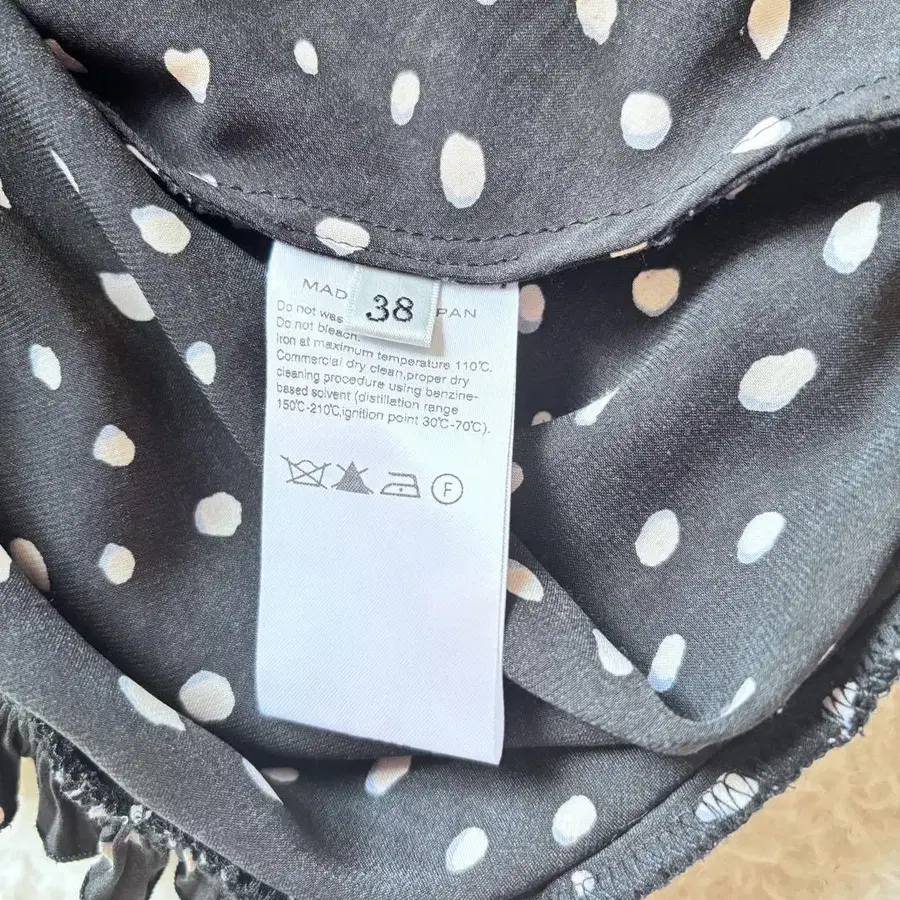 MAD
38
PAN
Do not was
Do not bleach.
Iron at maximum temperature 110℃.
Commercial dry clean,proper dry
cleaning procedure using benzine-
based solvent (distillation range
150℃-210℃,ignition point 30℃-70℃).
F